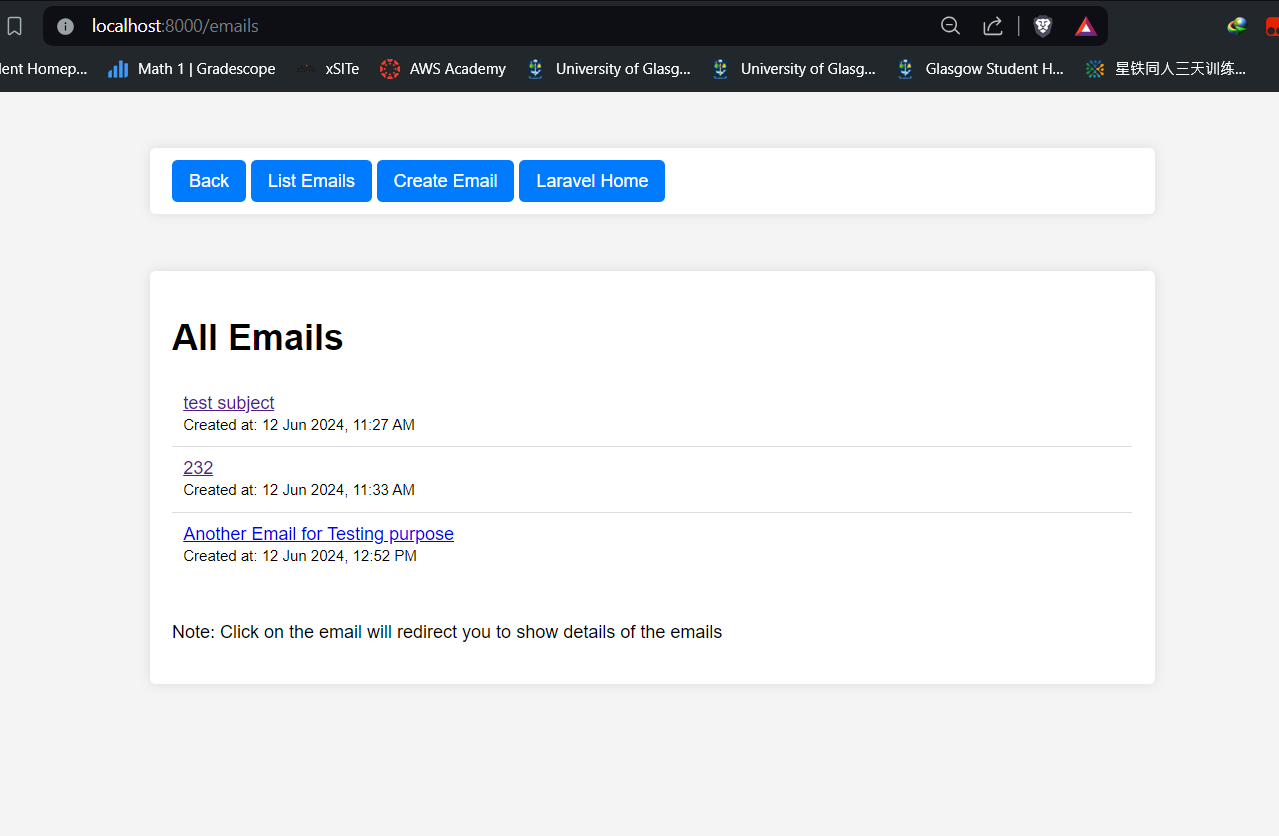 localhost:8000/emails
lent Homep... Math 1 | Gradescope xSITe AWS Academy University of Glasg... University of Glasg... Glasgow Student H... 星铁同人三天训练...
Back List Emails Create Email Laravel Home
All Emails
test subject
Created at: 12 Jun 2024, 11:27 AM
232
Created at: 12 Jun 2024, 11:33 AM
Another Email for Testing purpose
Created at: 12 Jun 2024, 12:52 PM
Note: Click on the email will redirect you to show details of the emails